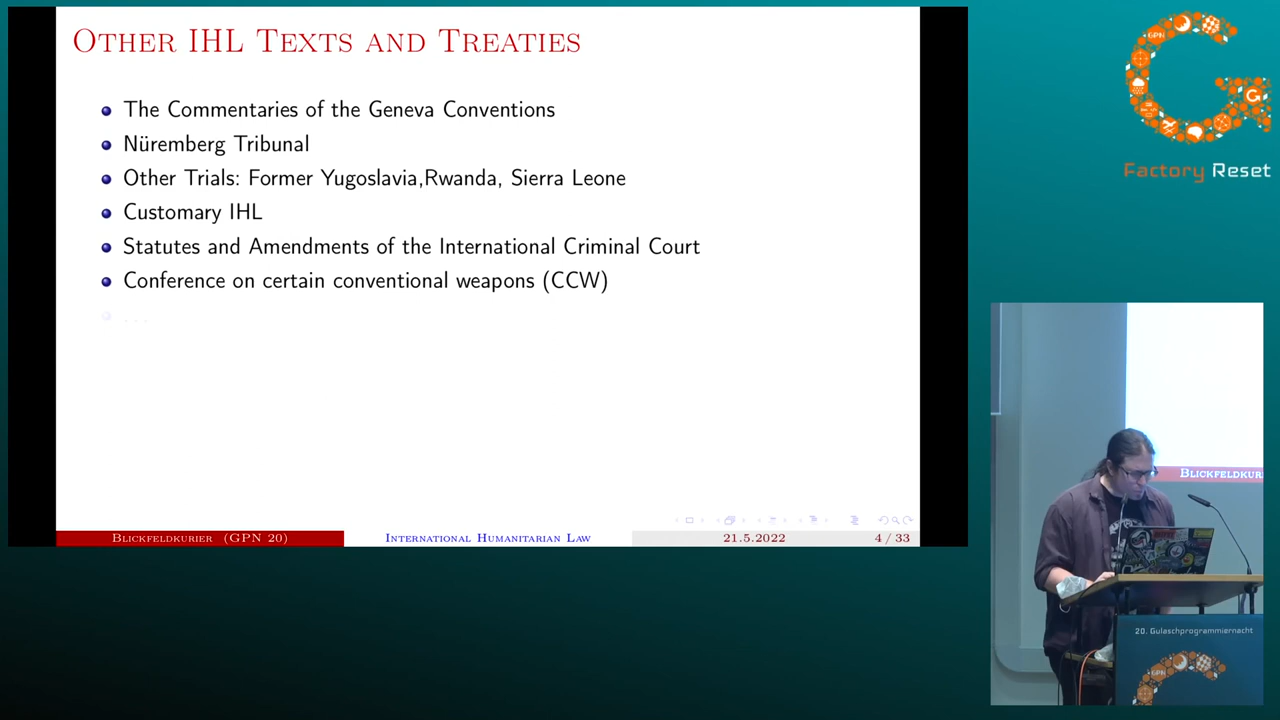 OTHER IHL TEXTS AND TREATIES
The Commentaries of the Geneva Conventions
Nüremberg Tribunal
Other Trials: Former Yugoslavia,Rwanda, Sierra Leone
Customary IHL
Statutes and Amendments of the International Criminal Court
Conference on certain conventional weapons (CCW)
...
BLICKFELDKURIER (GPN 20)
INTERNATIONAL HUMANITARIAN LAW
21.5.2022
4 / 33
GPN
G
Factory Reset
BLICKFELDKUR
20. Gulaschprogrammiernacht